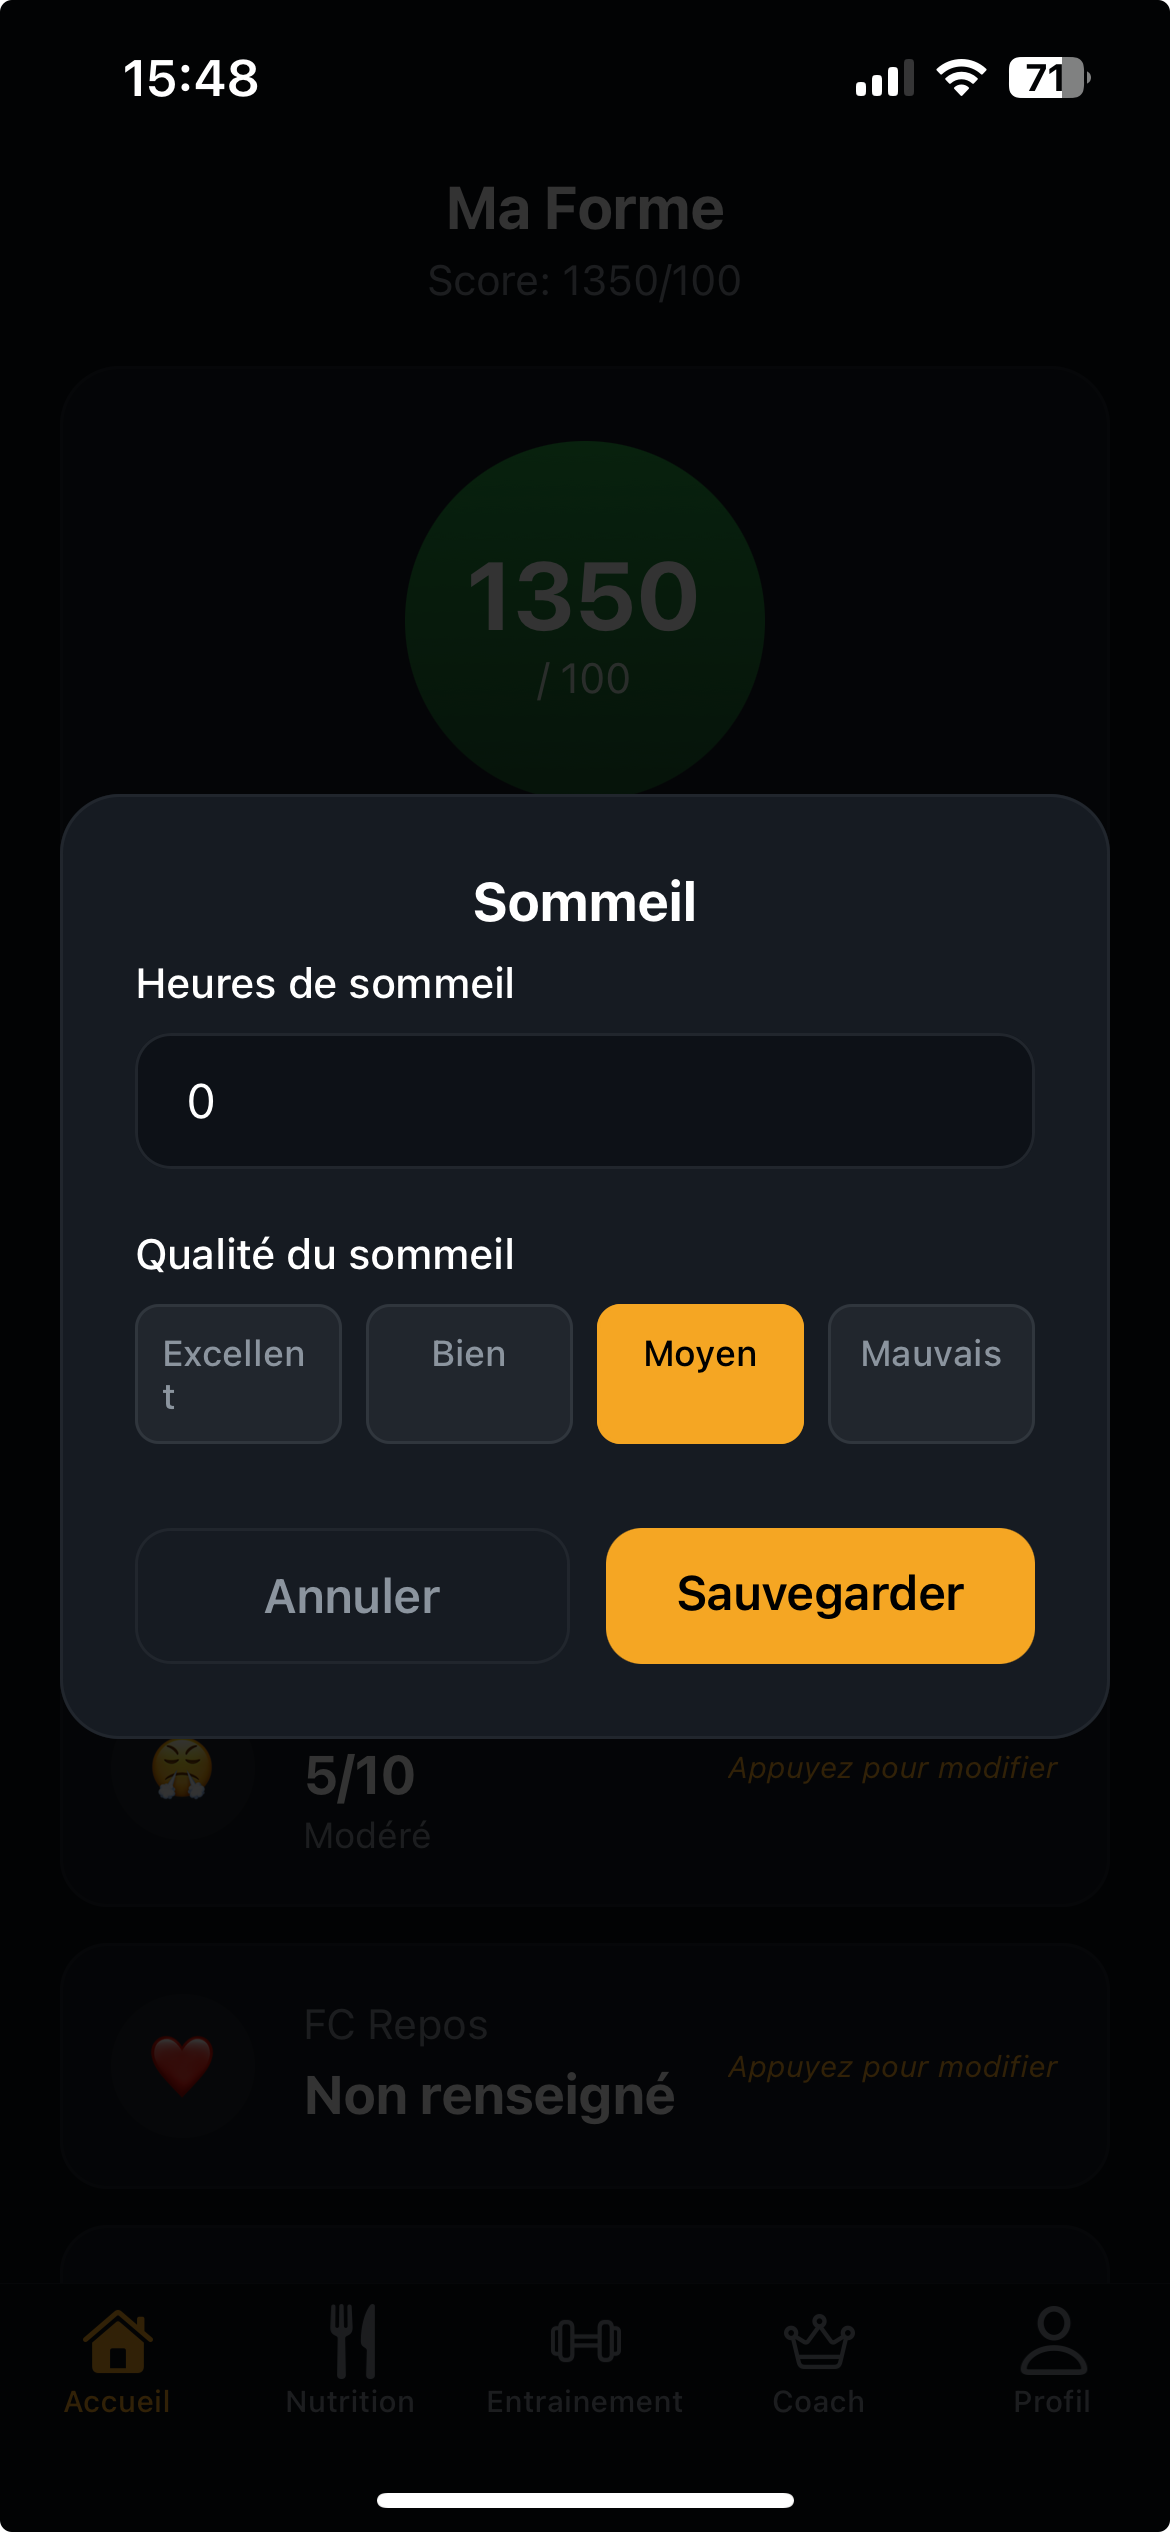 15:48
71
Ma Forme
Score: 1350/100
1350
/ 100
Sommeil
Heures de sommeil
0
Qualité du sommeil
Excellen
t
Bien
Moyen
Mauvais
Annuler
Sauvegarder
5/10
Appuyez pour modifier
Modéré
FC Repos
Appuyez pour modifier
Non renseigné
Accueil
Nutrition
Entrainement
Coach
Profil